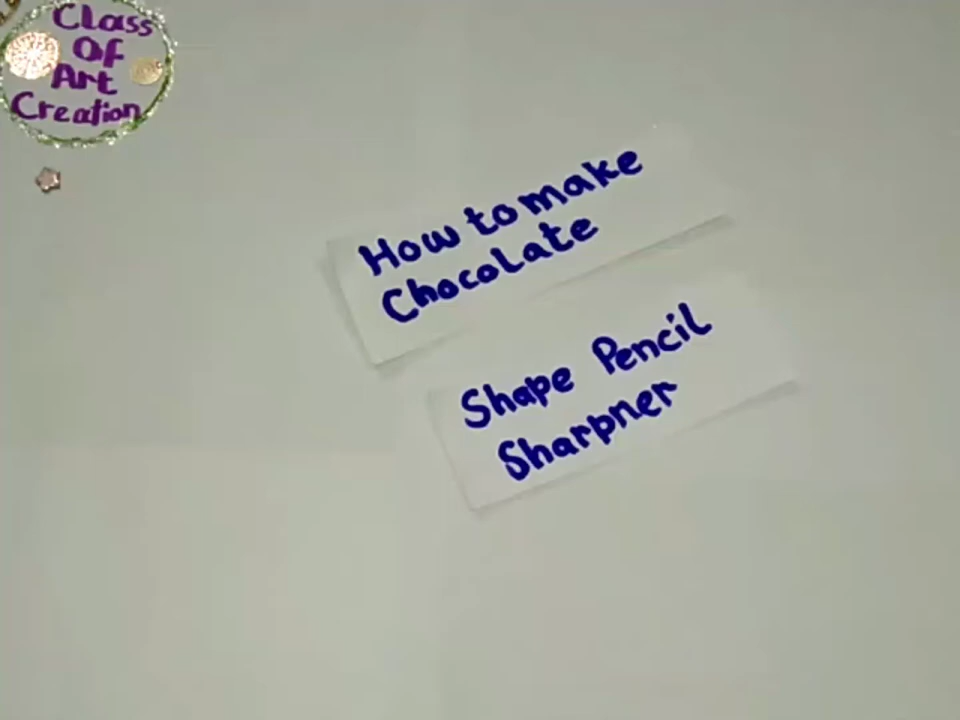 Class
Of
Art
Creation
How to make
Chocolate
Shape Pencil
Sharpner